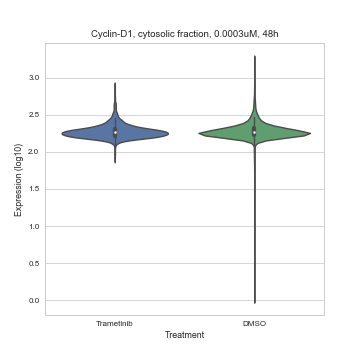 Cyclin-D1, cytosolic fraction, 0.0003uM, 48h
Expression (log10)
3.0
2.5
2.0
1.5
1.0
0.5
0.0
Trametinib
DMSO
Treatment